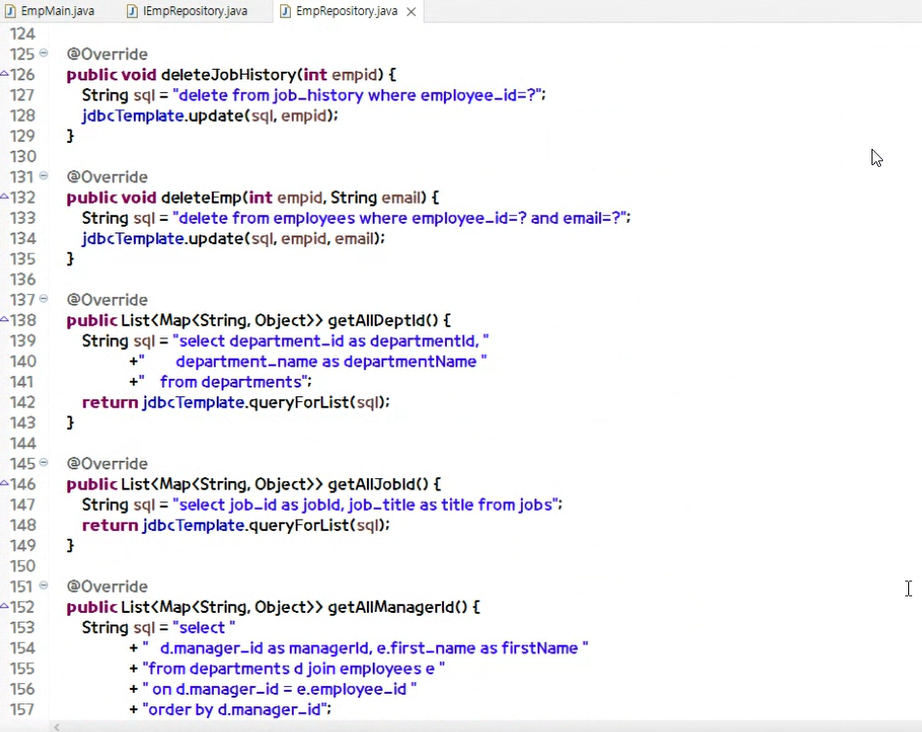 EmpMain.java IEmpRepository.java EmpRepository.java
124
125 @Override
126 public void deleteJobHistory(int empid) {
127 String sql = "delete from job_history where employee_id=?";
128 jdbcTemplate.update(sql, empid);
129 }
130
131 @Override
132 public void deleteEmp(int empid, String email) {
133 String sql = "delete from employees where employee_id=? and email=?";
134 jdbcTemplate.update(sql, empid, email);
135 }
136
137 @Override
138 public List<Map<String, Object>> getAllDeptId() {
139 String sql = "select department_id as departmentId, "
140 +" department_name as departmentName "
141 +" from departments";
142 return jdbcTemplate.queryForList(sql);
143 }
144
145 @Override
146 public List<Map<String, Object>> getAllJobId() {
147 String sql = "select job_id as jobId, job_title as title from jobs";
148 return jdbcTemplate.queryForList(sql);
149 }
150
151 @Override
152 public List<Map<String, Object>> getAllManagerId() {
153 String sql = "select "
154 + " d.manager_id as managerId, e.first_name as firstName "
155 + "from departments d join employees e "
156 + " on d.manager_id = e.employee_id "
157 + "order by d.manager_id";